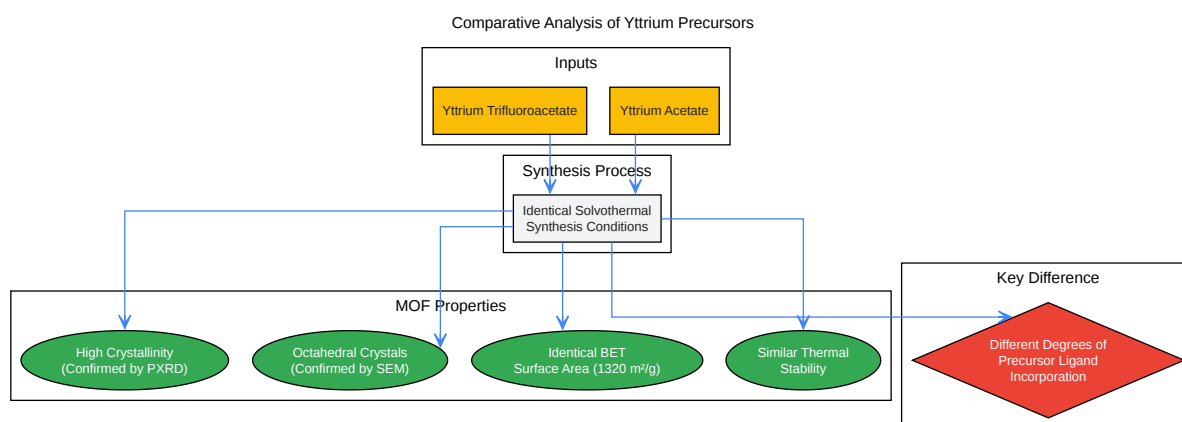 Comparative Analysis of Yttrium Precursors
Inputs
Yttrium Trifluoroacetate
Yttrium Acetate
Synthesis Process
Identical Solvothermal
Synthesis Conditions
MOF Properties
High Crystallinity
(Confirmed by PXRD)
Octahedral Crystals
(Confirmed by SEM)
Identical BET
Surface Area (1320 m²/g)
Similar Thermal
Stability
Key Difference
Different Degrees of
Precursor Ligand
Incorporation